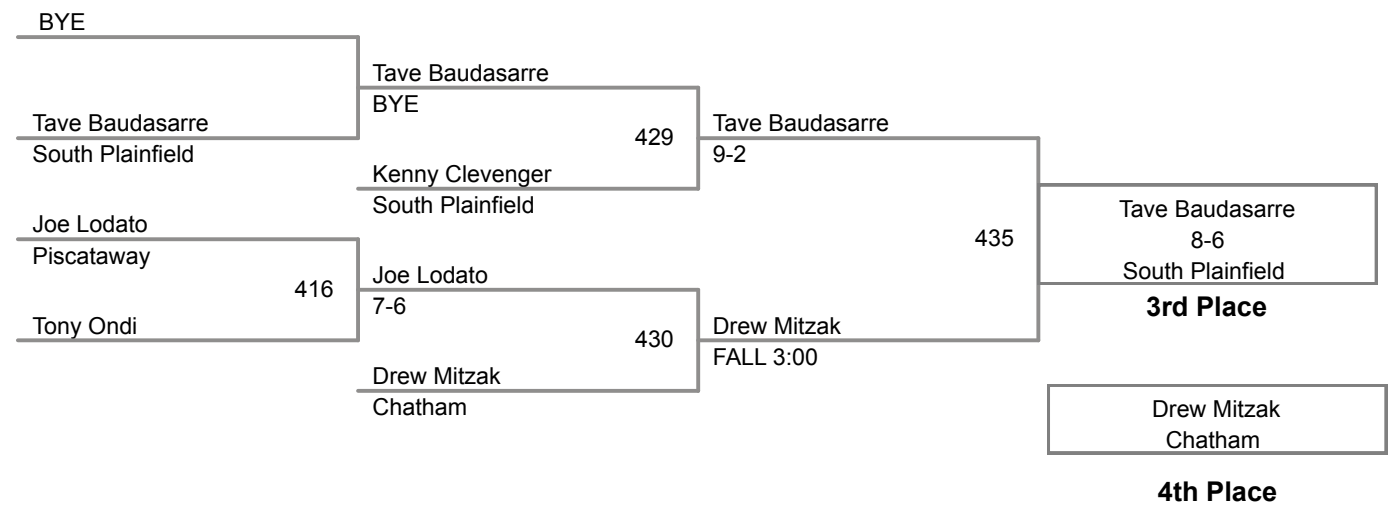 BYE
Tave Baudasarre
BYE
Tave Baudasarre
South Plainfield
429
Tave Baudasarre
9-2
Kenny Clevenger
South Plainfield
Joe Lodato
Piscataway
435
Tave Baudasarre
8-6
South Plainfield
3rd Place
416
Joe Lodato
7-6
Tony Ondi
430
Drew Mitzak
FALL 3:00
Drew Mitzak
Chatham
Drew Mitzak
Chatham
4th Place